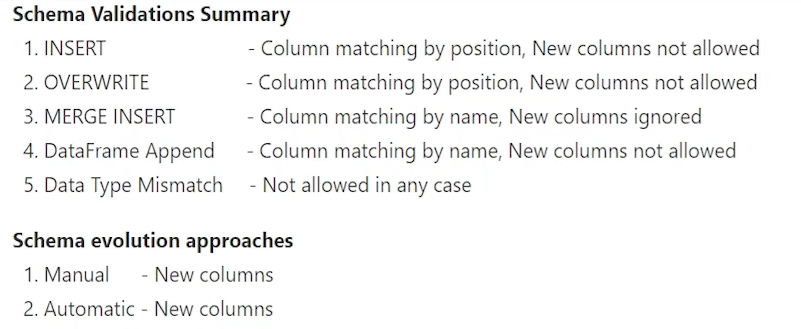 Schema Validations Summary
1. INSERT - Column matching by position, New columns not allowed
2. OVERWRITE - Column matching by position, New columns not allowed
3. MERGE INSERT - Column matching by name, New columns ignored
4. DataFrame Append - Column matching by name, New columns not allowed
5. Data Type Mismatch - Not allowed in any case
Schema evolution approaches
1. Manual - New columns
2. Automatic - New columns